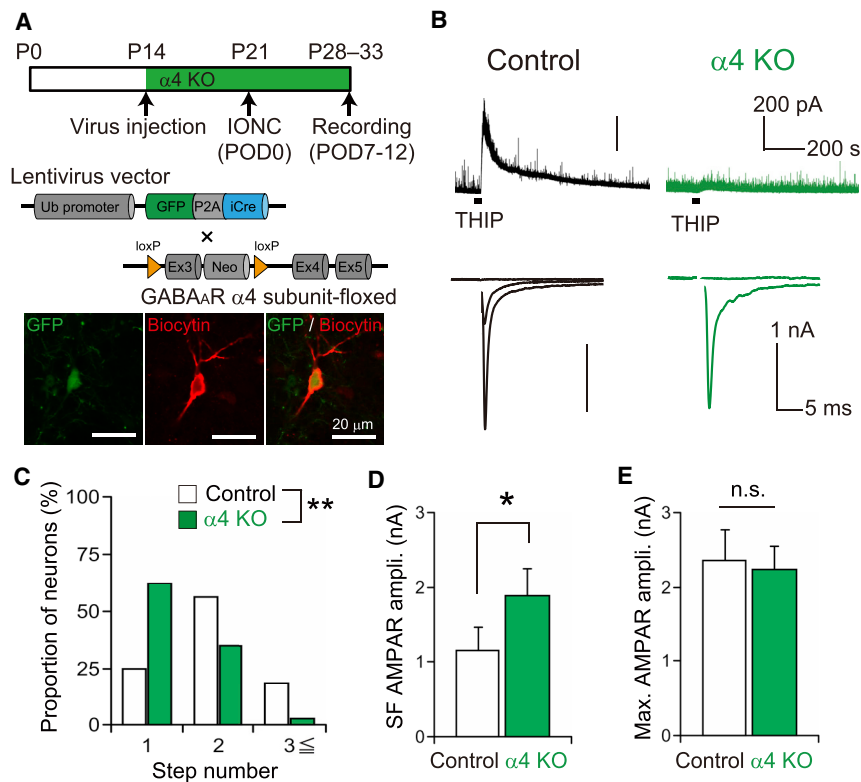 A
P0 P14 P21 P28–33
α4 KO
Virus injection IONC Recording
(POD0) (POD7-12)
Lentivirus vector
Ub promoter GFP P2A iCre
×
loxP loxP
Ex3 Neo Ex4 Ex5
GABAAR α4 subunit-floxed
GFP Biocytin GFP / Biocytin
20 μm
B
Control α4 KO
200 pA
200 s
THIP THIP
1 nA
5 ms
C
Proportion of neurons (%)
100
75
50
25
0
Control
α4 KO
**
1 2 3≦
Step number
D
SF AMPAR ampli. (nA)
3
2
1
0
*
Control α4 KO
E
Max. AMPAR ampli. (nA)
3
2
1
0
n.s.
Control α4 KO